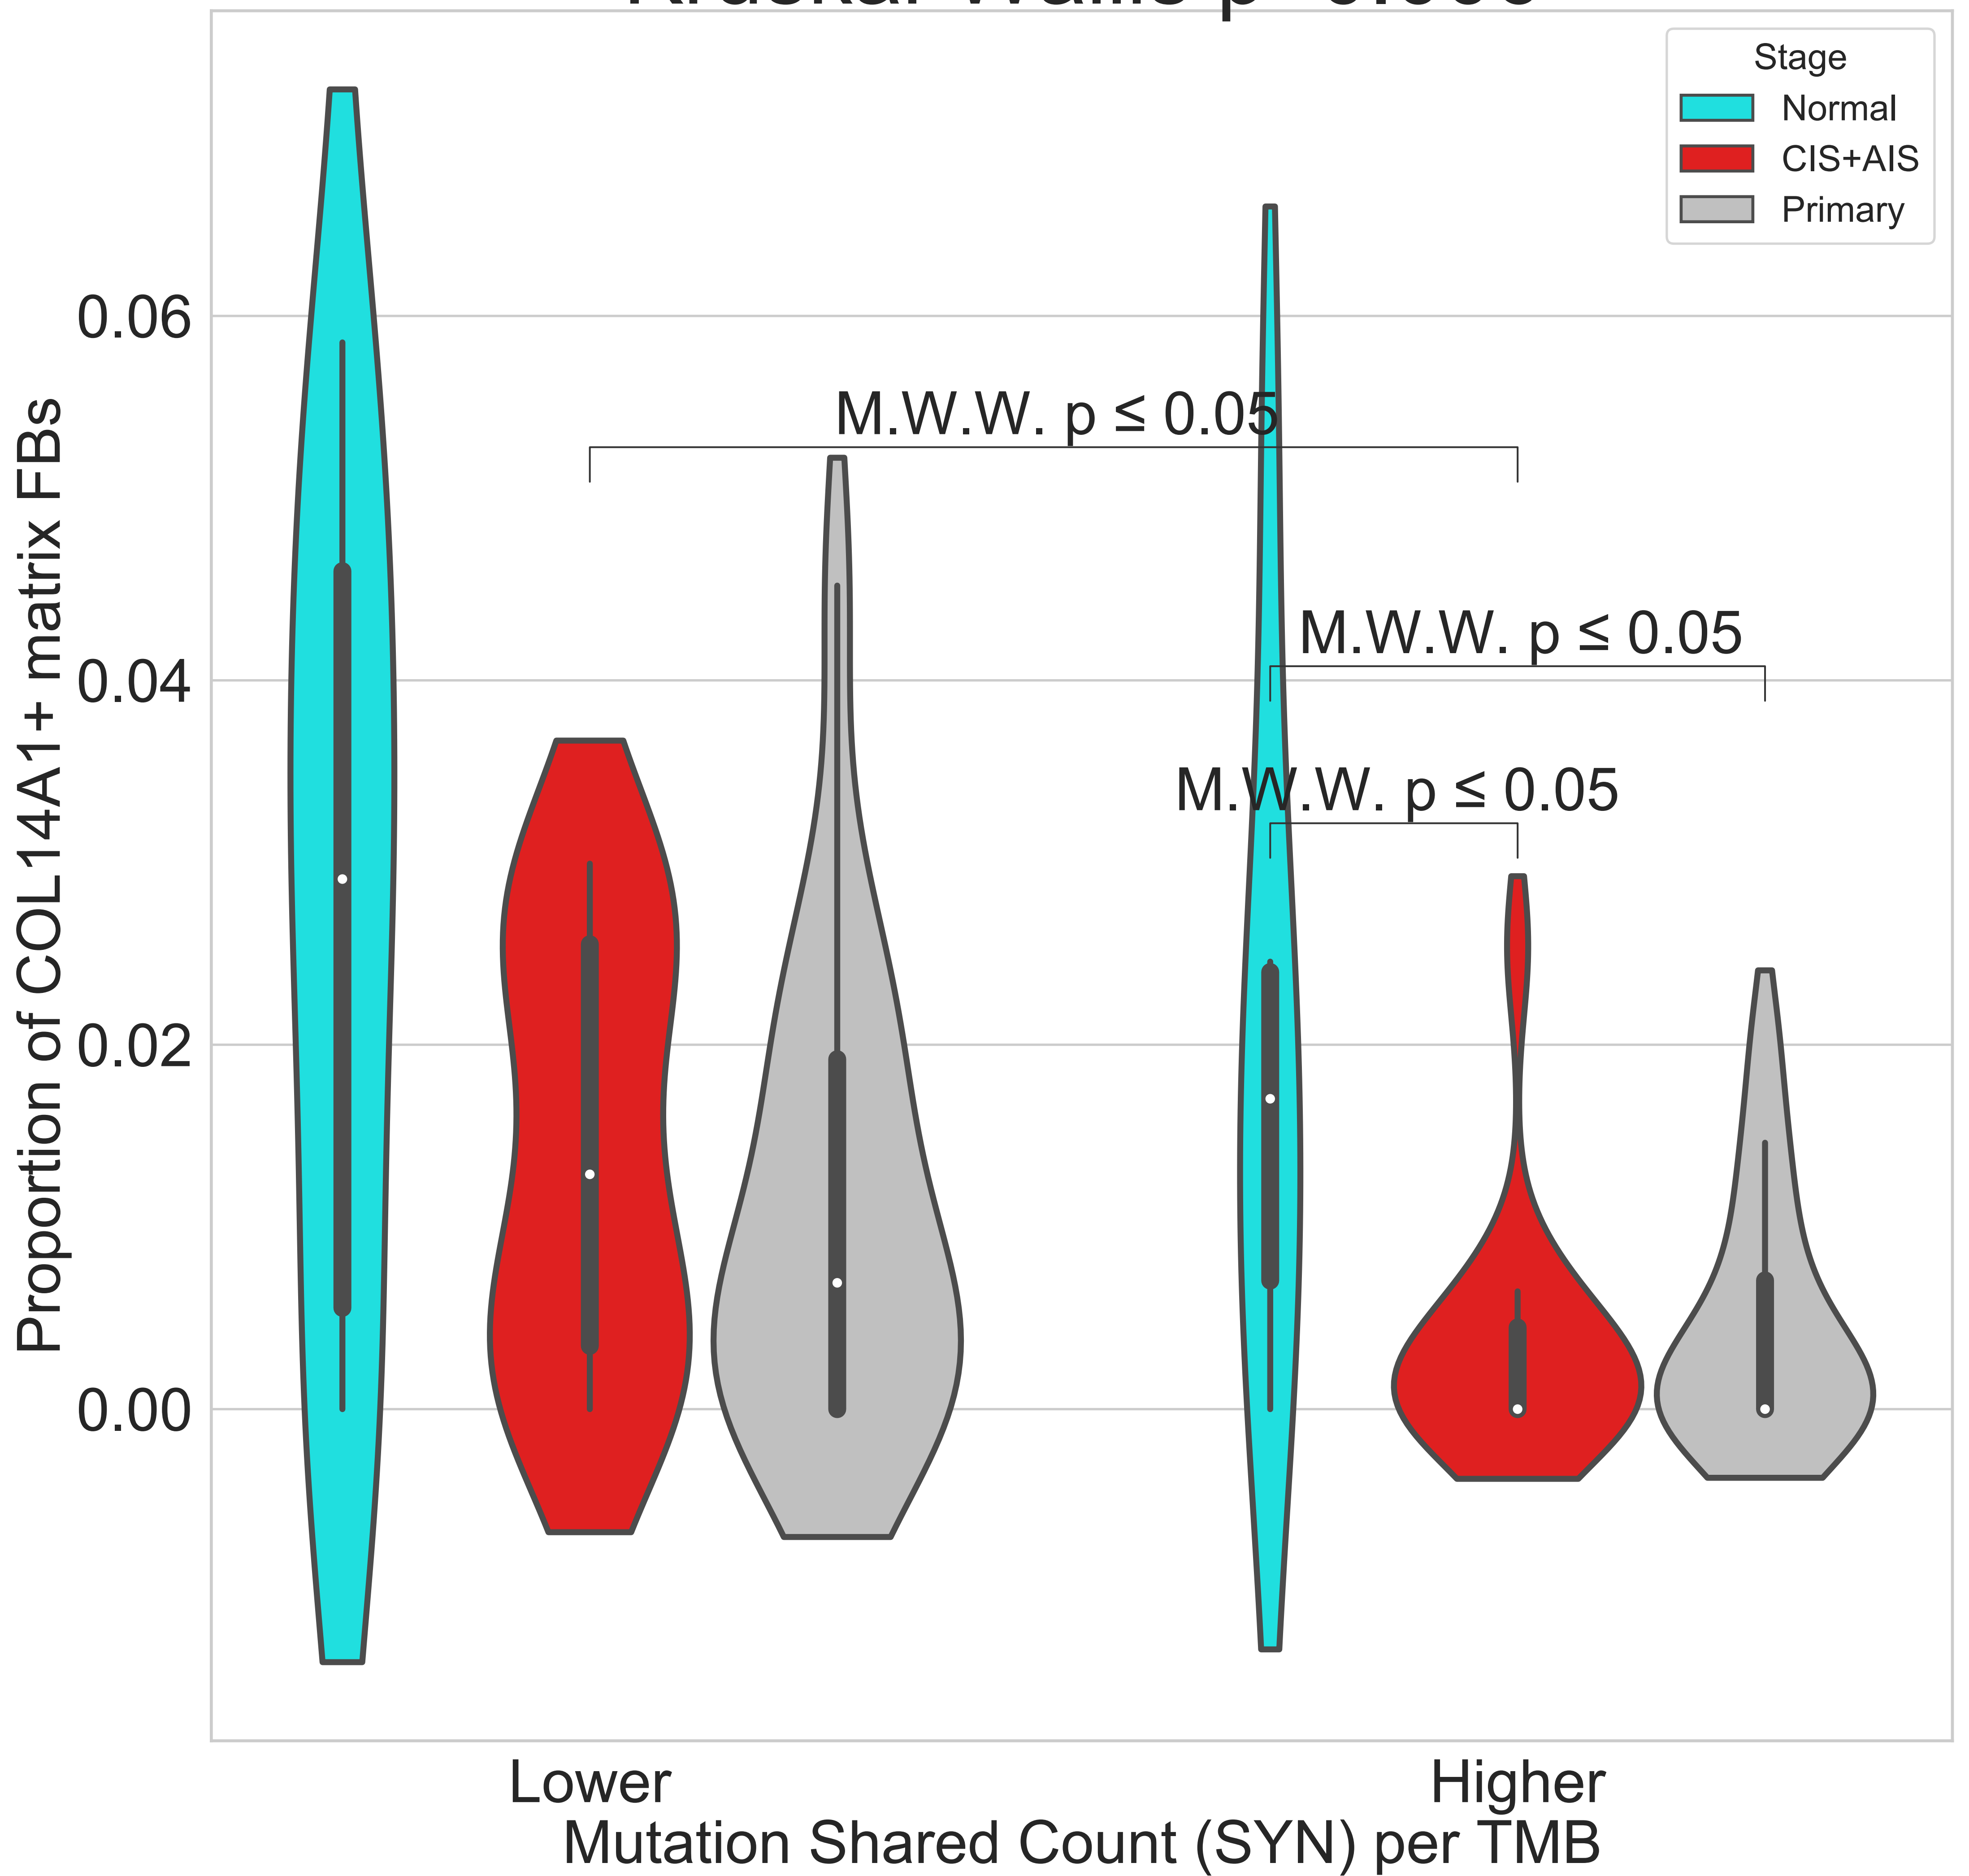 Stage
Normal
CIS+AIS
Primary
0.06
0.04
0.02
0.00
Proportion of COL14A1+ matrix FBs
M.W.W. p ≤ 0.05
M.W.W. p ≤ 0.05
M.W.W. p ≤ 0.05
Lower
Higher
Mutation Shared Count (SYN) per TMB